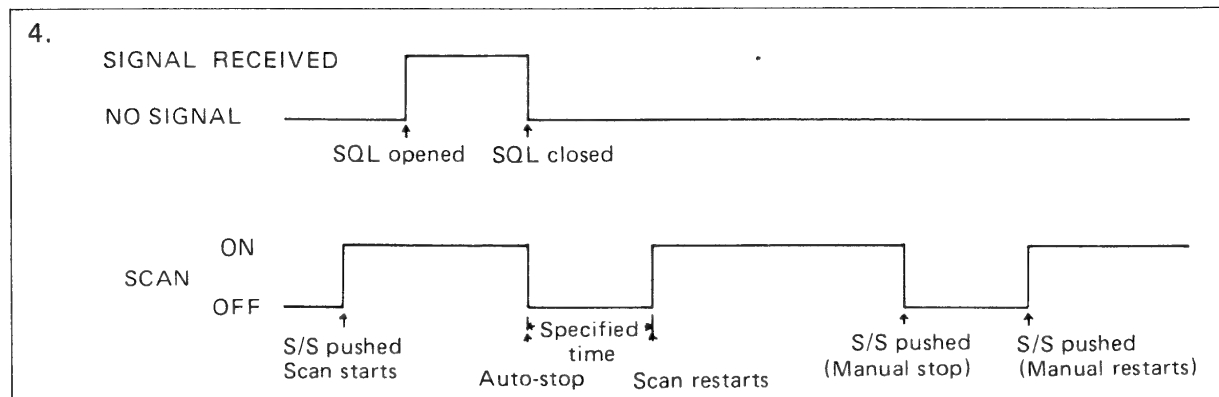 4.
SIGNAL RECEIVED
NO SIGNAL
SQL opened
SQL closed
SCAN
ON
OFF
S/S pushed
Scan starts
Specified
time
Auto-stop
Scan restarts
S/S pushed
(Manual stop)
S/S pushed
(Manual restarts)